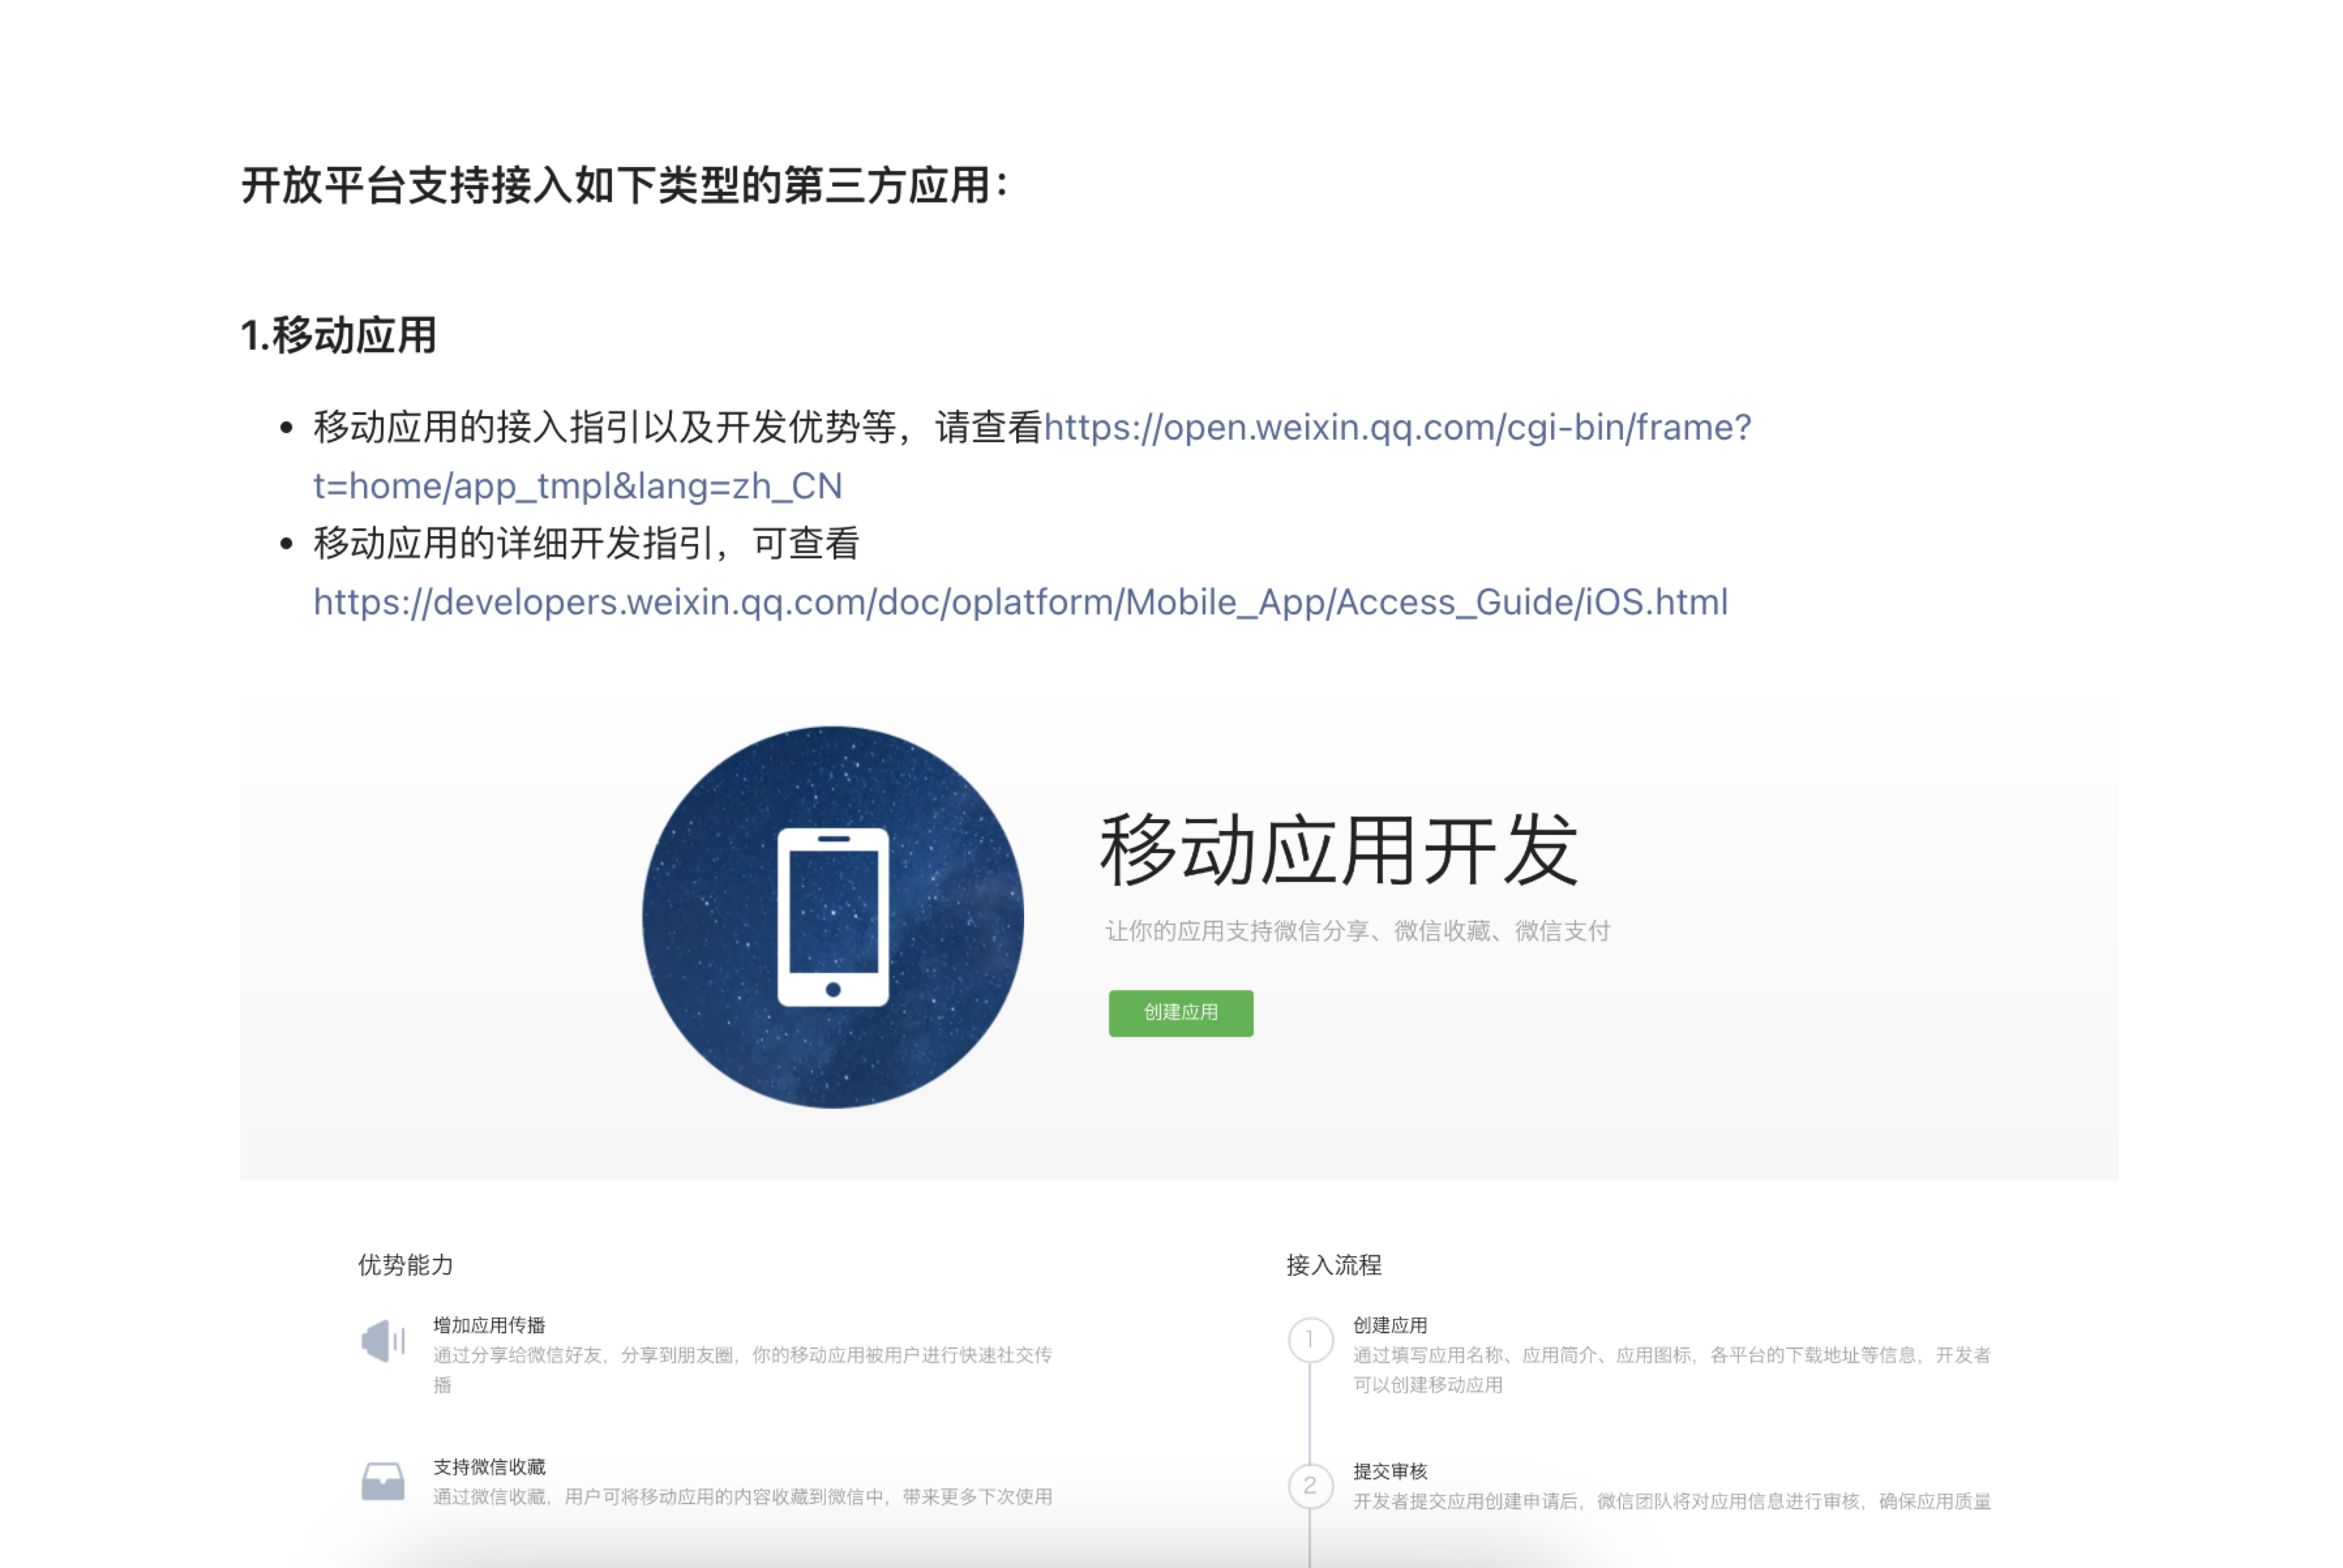 开放平台支持接入如下类型的第三方应用：
1.移动应用
• 移动应用的接入指引以及开发优势等，请查看https://open.weixin.qq.com/cgi-bin/frame?
t=home/app_tmpl&lang=zh_CN
• 移动应用的详细开发指引，可查看
https://developers.weixin.qq.com/doc/oplatform/Mobile_App/Access_Guide/iOS.html
移动应用开发
让你的应用支持微信分享、微信收藏、微信支付
创建应用
优势能力
增加应用传播
通过分享给微信好友，分享到朋友圈，你的移动应用被用户进行快速社交传
播
支持微信收藏
通过微信收藏，用户可将移动应用的内容收藏到微信中，带来更多下次使用
接入流程
1
创建应用
通过填写应用名称、应用简介、应用图标，各平台的下载地址等信息，开发者
可以创建移动应用
2
提交审核
开发者提交应用创建申请后，微信团队将对应用信息进行审核，确保应用质量